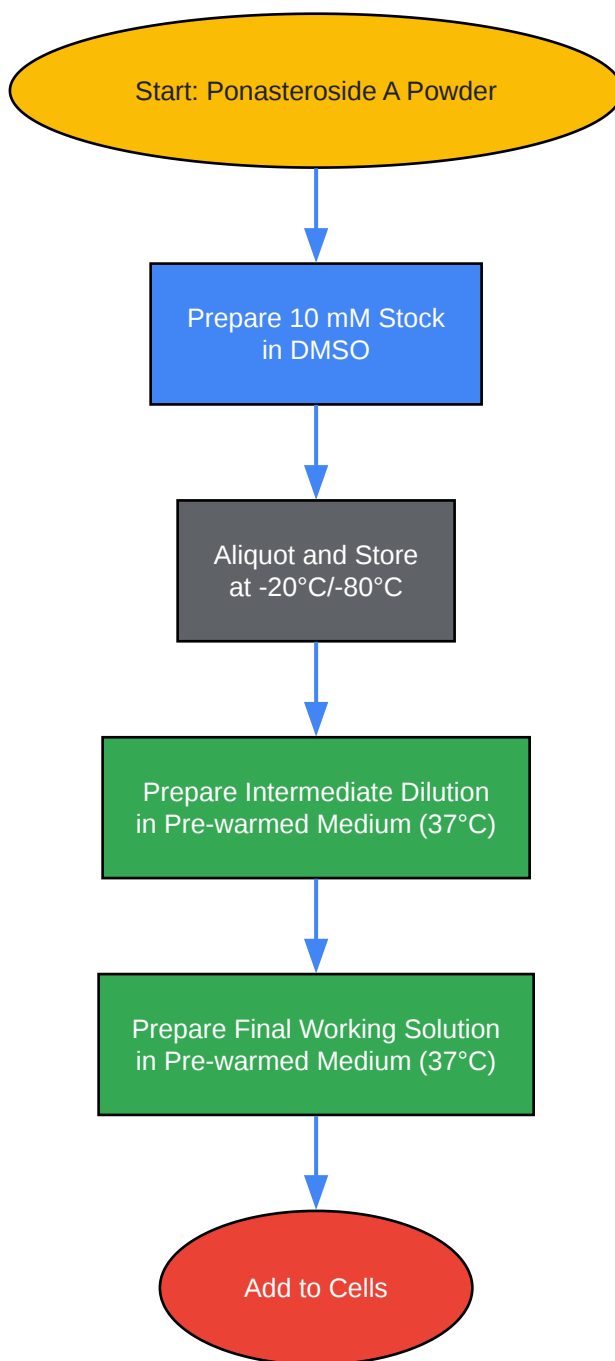 Start: Ponasteroside A Powder
Prepare 10 mM Stock
in DMSO
Aliquot and Store
at -20°C/-80°C
Prepare Intermediate Dilution
in Pre-warmed Medium (37°C)
Prepare Final Working Solution
in Pre-warmed Medium (37°C)
Add to Cells